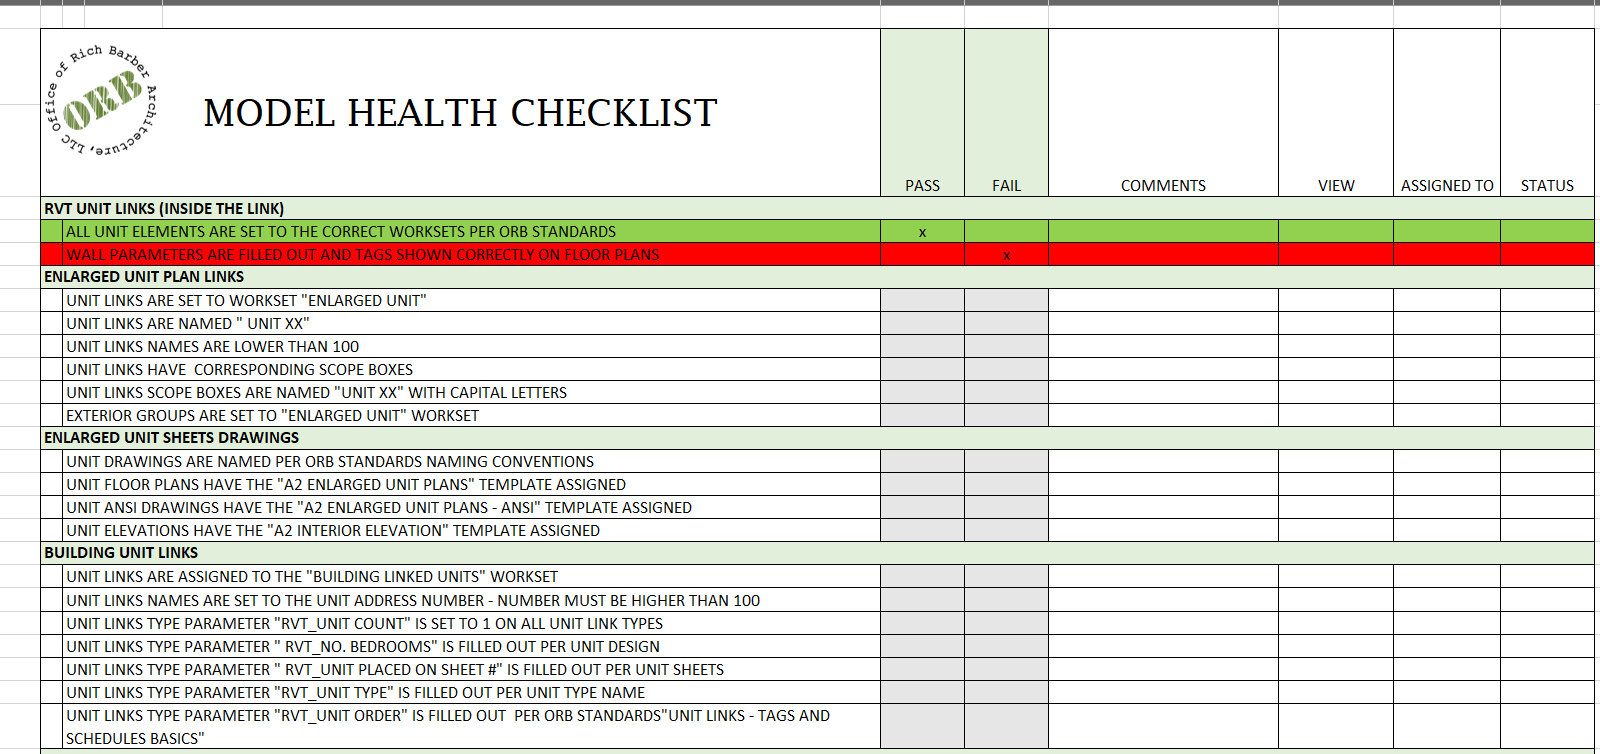 Office of Rich Barber Architecture, LLC
ORB
MODEL HEALTH CHECKLIST
PASS FAIL COMMENTS VIEW ASSIGNED TO STATUS
RVT UNIT LINKS (INSIDE THE LINK)
ALL UNIT ELEMENTS ARE SET TO THE CORRECT WORKSETS PER ORB STANDARDS x
WALL PARAMETERS ARE FILLED OUT AND TAGS SHOWN CORRECTLY ON FLOOR PLANS x
ENLARGED UNIT PLAN LINKS
UNIT LINKS ARE SET TO WORKSET "ENLARGED UNIT"
UNIT LINKS ARE NAMED " UNIT XX"
UNIT LINKS NAMES ARE LOWER THAN 100
UNIT LINKS HAVE  CORRESPONDING SCOPE BOXES
UNIT LINKS SCOPE BOXES ARE NAMED "UNIT XX" WITH CAPITAL LETTERS
EXTERIOR GROUPS ARE SET TO "ENLARGED UNIT" WORKSET
ENLARGED UNIT SHEETS DRAWINGS
UNIT DRAWINGS ARE NAMED PER ORB STANDARDS NAMING CONVENTIONS
UNIT FLOOR PLANS HAVE THE "A2 ENLARGED UNIT PLANS" TEMPLATE ASSIGNED
UNIT ANSI DRAWINGS HAVE THE "A2 ENLARGED UNIT PLANS - ANSI" TEMPLATE ASSIGNED
UNIT ELEVATIONS HAVE THE "A2 INTERIOR ELEVATION" TEMPLATE ASSIGNED
BUILDING UNIT LINKS
UNIT LINKS ARE ASSIGNED TO THE "BUILDING LINKED UNITS" WORKSET
UNIT LINKS NAMES ARE SET TO THE UNIT ADDRESS NUMBER - NUMBER MUST BE HIGHER THAN 100
UNIT LINKS TYPE PARAMETER "RVT_UNIT COUNT" IS SET TO 1 ON ALL UNIT LINK TYPES
UNIT LINKS TYPE PARAMETER " RVT_NO. BEDROOMS" IS FILLED OUT PER UNIT DESIGN
UNIT LINKS TYPE PARAMETER " RVT_UNIT PLACED ON SHEET #" IS FILLED OUT PER UNIT SHEETS
UNIT LINKS TYPE PARAMETER "RVT_UNIT TYPE" IS FILLED OUT PER UNIT TYPE NAME
UNIT LINKS TYPE PARAMETER "RVT_UNIT ORDER" IS FILLED OUT  PER ORB STANDARDS"UNIT LINKS - TAGS AND
SCHEDULES BASICS"